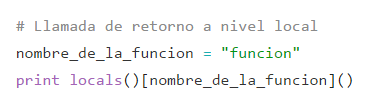 # Llamada de retorno a nivel local
nombre_de_la_funcion = "funcion"
print locals()[nombre_de_la_funcion]()